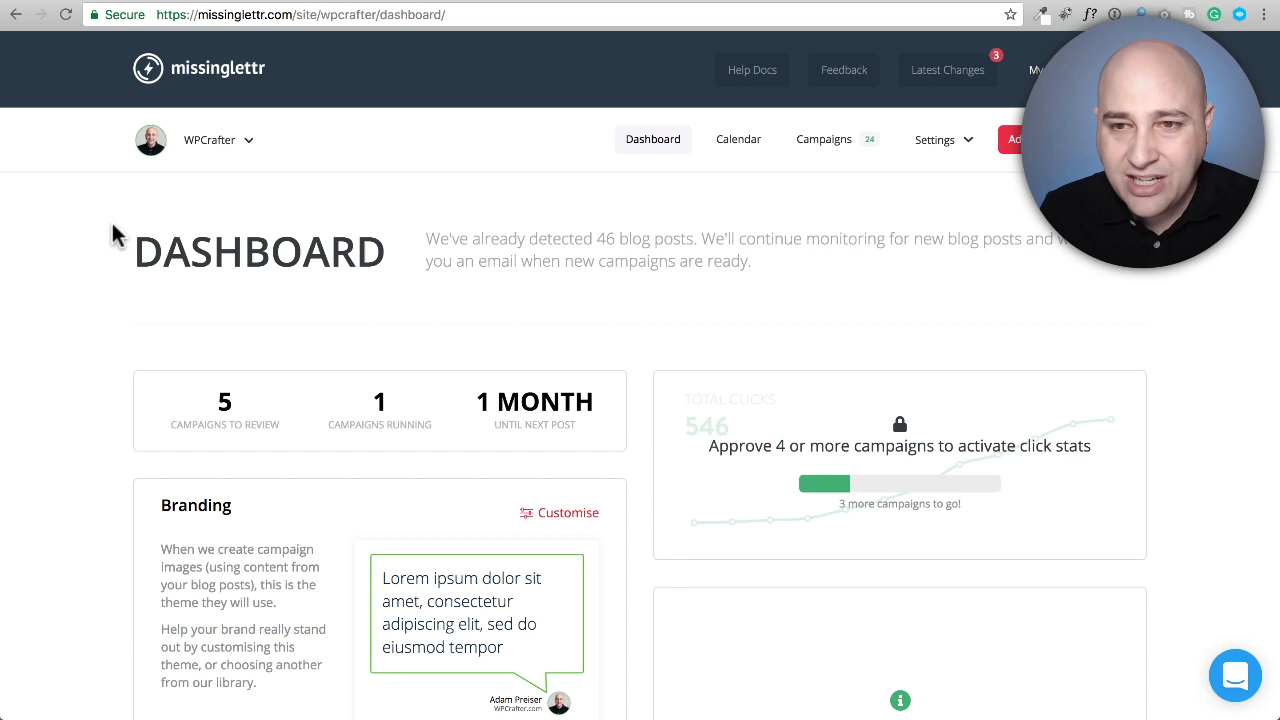 Secure https://missinglettr.com/site/wpcrafter/dashboard/
missinglettr
Help Docs
Feedback
Latest Changes
3
My
WPCrafter
Dashboard
Calendar
Campaigns
24
Settings
Ad
DASHBOARD
We've already detected 46 blog posts. We'll continue monitoring for new blog posts and
you an email when new campaigns are ready.
5
CAMPAIGNS TO REVIEW
1
CAMPAIGNS RUNNING
1 MONTH
UNTIL NEXT POST
TOTAL CLICKS
546
Approve 4 or more campaigns to activate click stats
3 more campaigns to go!
Branding
Customise
When we create campaign
images (using content from
your blog posts), this is the
theme they will use.
Help your brand really stand
out by customising this
theme, or choosing another
from our library.
Lorem ipsum dolor sit
amet, consectetur
adipiscing elit, sed do
eiusmod tempor
Adam Preiser
WPCrafter.com